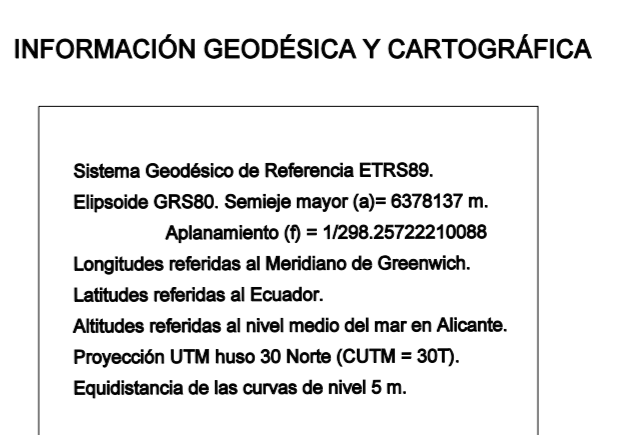 INFORMACIÓN GEODÉSICA Y CARTOGRÁFICA
Sistema Geodésico de Referencia ETRS89.
Elipsoide GRS80. Semieje mayor (a)= 6378137 m.
Aplanamiento (f) = 1/298.25722210088
Longitudes referidas al Meridiano de Greenwich.
Latitudes referidas al Ecuador.
Altitudes referidas al nivel medio del mar en Alicante.
Proyección UTM huso 30 Norte (CUTM = 30T).
Equidistancia de las curvas de nivel 5 m.